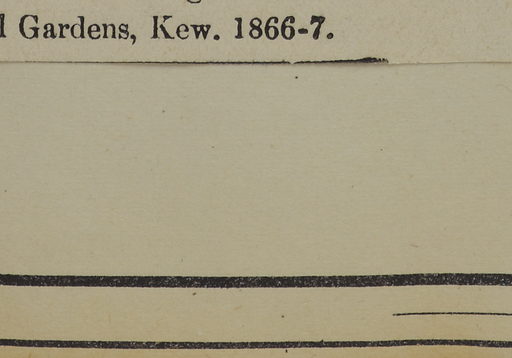 l Gardens, Kew. 1866-7.